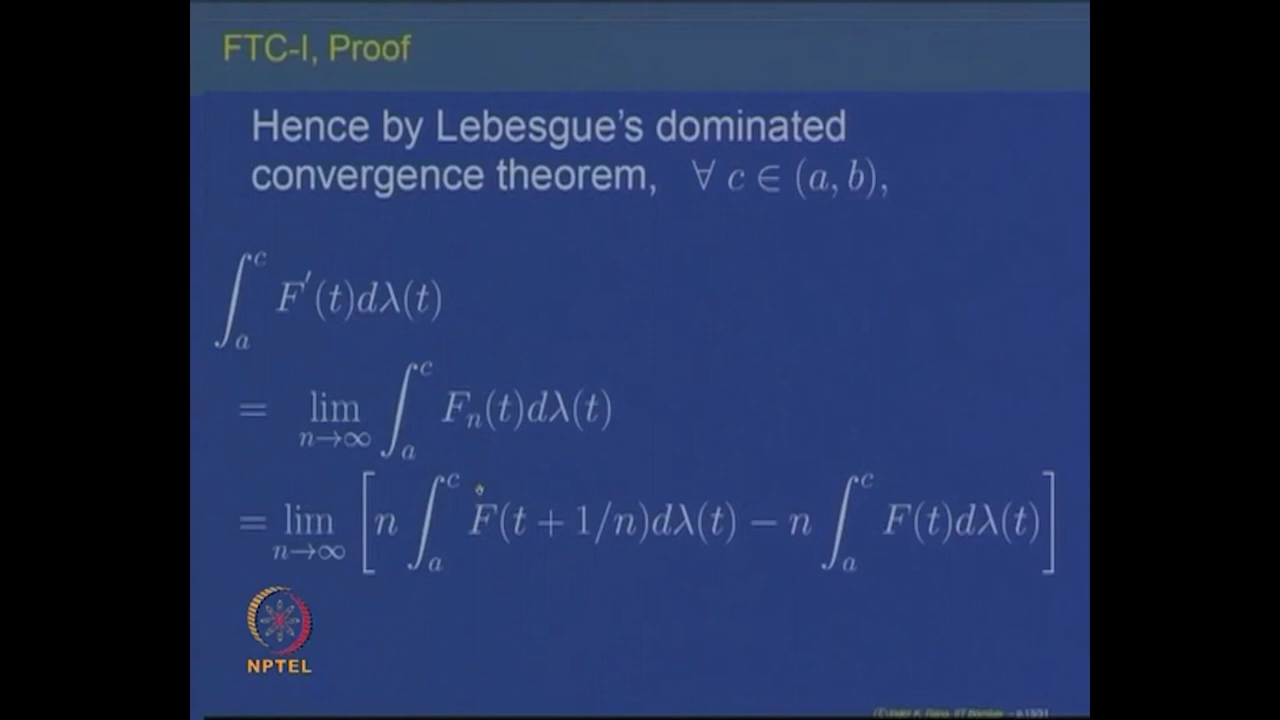 FTC-I, Proof
Hence by Lebesgue's dominated
convergence theorem, ∀ c ∈ (a, b),
∫_a^c F′(t)dλ(t)
= lim_{n→∞} ∫_a^c F_n(t)dλ(t)
= lim_{n→∞} [ n ∫_a^c F(t + 1/n)dλ(t) − n ∫_a^c F(t)dλ(t) ]
NPTEL